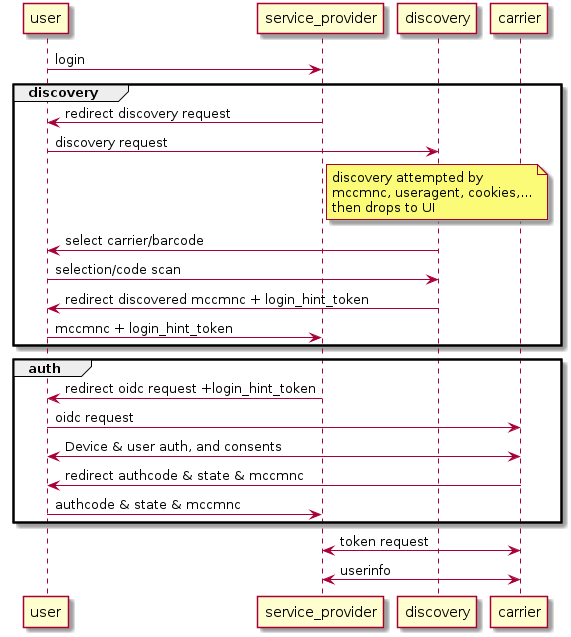 user service_provider discovery carrier
login
discovery
redirect discovery request
discovery request
discovery attempted by
mccmnc, useragent, cookies,...
then drops to UI
select carrier/barcode
selection/code scan
redirect discovered mccmnc + login_hint_token
mccmnc + login_hint_token
auth
redirect oidc request +login_hint_token
oidc request
Device & user auth, and consents
redirect authcode & state & mccmnc
authcode & state & mccmnc
token request
userinfo
user service_provider discovery carrier